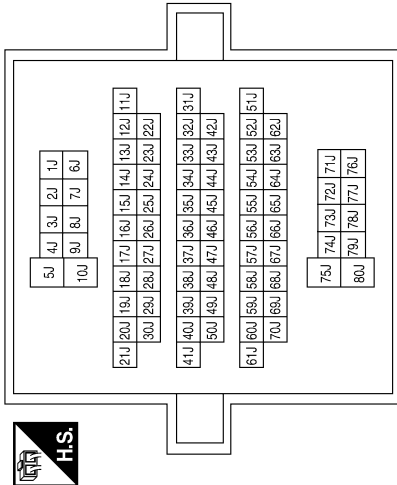 H.S.
5J 4J 3J 2J 1J
10J 9J 8J 7J 6J
21J 20J 19J 18J 17J 16J 15J 14J 13J 12J 11J
30J 29J 28J 27J 26J 25J 24J 23J 22J
41J 40J 39J 38J 37J 36J 35J 34J 33J 32J 31J
50J 49J 48J 47J 46J 45J 44J 43J 42J
61J 60J 59J 58J 57J 56J 55J 54J 53J 52J 51J
70J 69J 68J 67J 66J 65J 64J 63J 62J
75J 74J 73J 72J 71J
80J 79J 78J 77J 76J